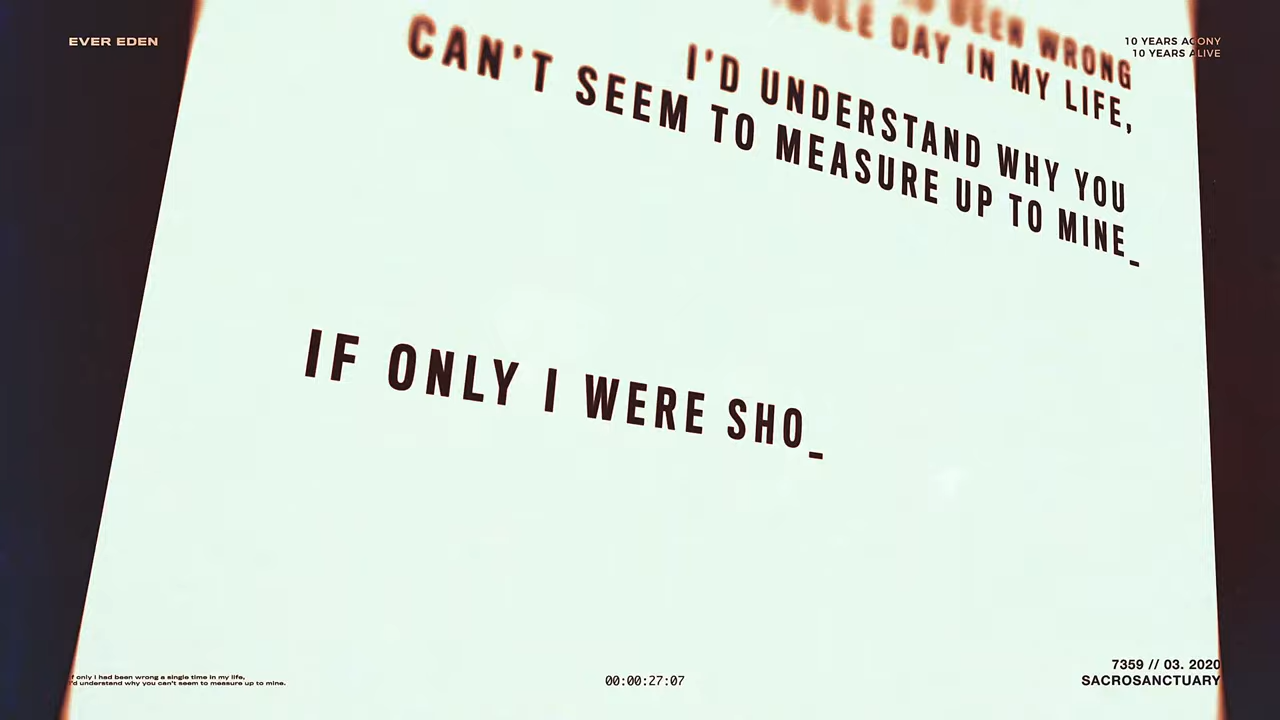 EVER EDEN
10 YEARS AGONY
10 YEARS ALIVE
BEEN WRONG
DAY IN MY LIFE,
I'D UNDERSTAND WHY YOU
CAN'T SEEM TO MEASURE UP TO MINE_
IF ONLY I WERE SHO_
f only i had been wrong a single time in my life,
'd understand why you can't seem to measure up to mine.
00:00:27:07
7359 // 03. 2020
SACROSANCTUARY